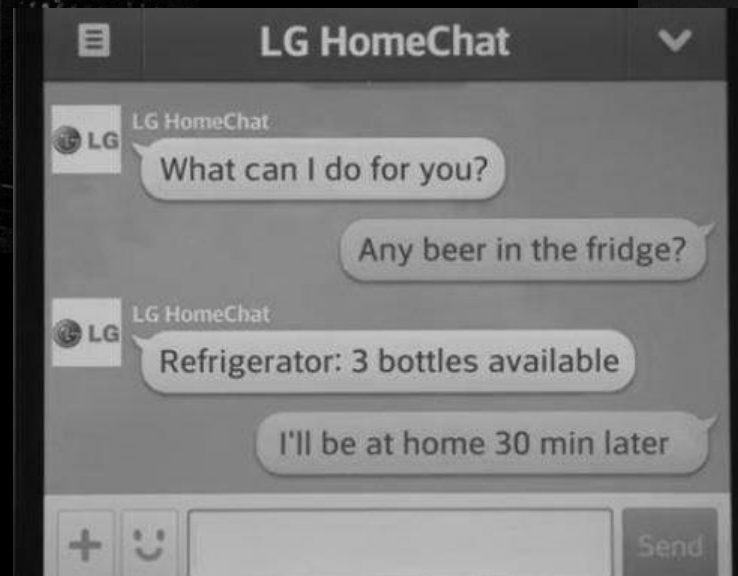 LG HomeChat
LG HomeChat
LG
What can I do for you?
Any beer in the fridge?
LG HomeChat
LG
Refrigerator: 3 bottles available
I'll be at home 30 min later
Send